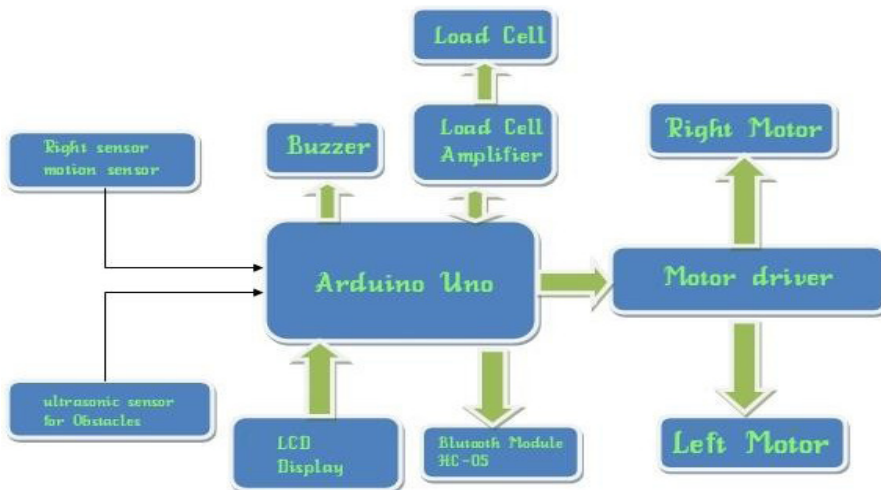 Load Cell
Load Cell
Amplifier
Buzzer
Right Motor
Right sensor
motion sensor
Arduino Uno
Motor driver
ultrasonic sensor
for Obstacles
LCD
Display
Blutooth Module
HC-05
Left Motor